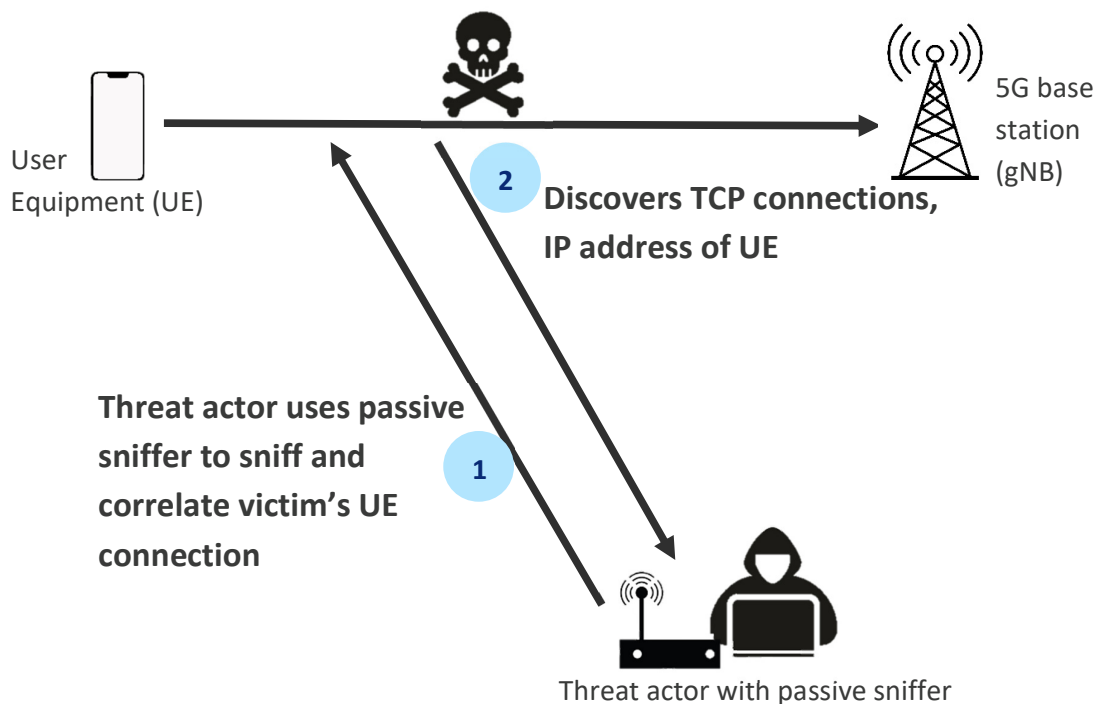 User
Equipment (UE)
5G base
station
(gNB)
2
Discovers TCP connections,
IP address of UE
Threat actor uses passive
sniffer to sniff and
correlate victim’s UE
connection
1
Threat actor with passive sniffer